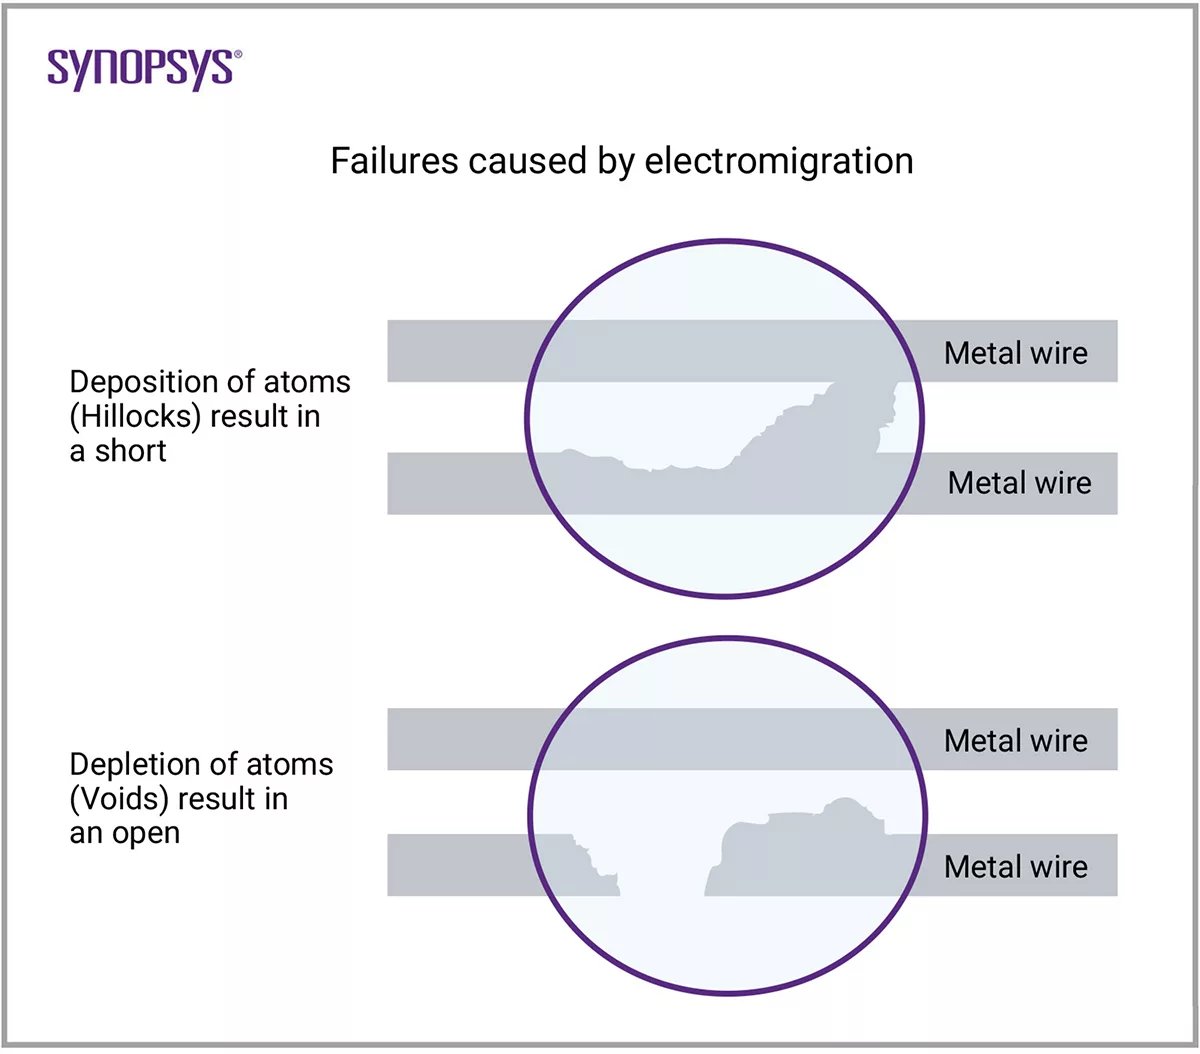 SYNOPSYS®
Failures caused by electromigration
Metal wire
Deposition of atoms
(Hillocks) result in
a short
Metal wire
Metal wire
Depletion of atoms
(Voids) result in
an open
Metal wire